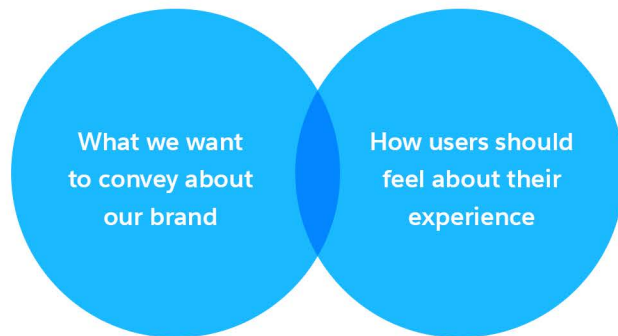 What we want
to convey about
our brand
How users should
feel about their
experience